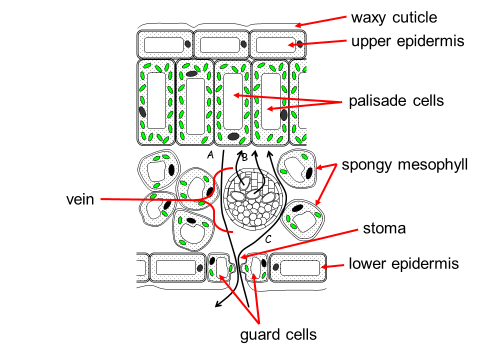 waxy cuticle
upper epidermis
palisade cells
A
B
spongy mesophyll
vein
C
stoma
lower epidermis
guard cells